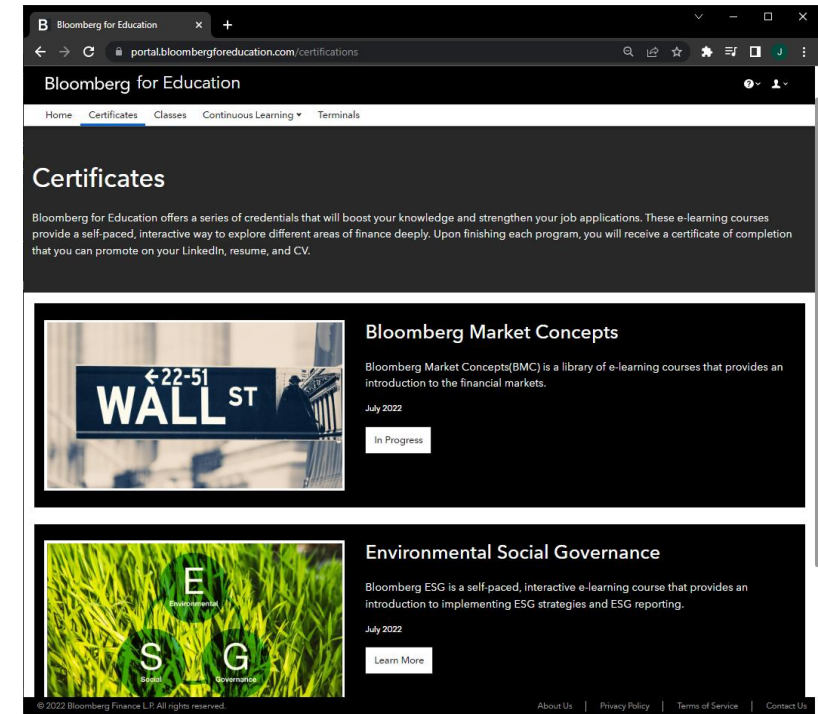 B Bloomberg for Education
portal.bloombergforeducation.com/certifications
J
Bloomberg for Education
Home Certificates Classes Continuous Learning Terminals
Certificates
Bloomberg for Education offers a series of credentials that will boost your knowledge and strengthen your job applications. These e-learning courses
provide a self-paced, interactive way to explore different areas of finance deeply. Upon finishing each program, you will receive a certificate of completion
that you can promote on your LinkedIn, resume, and CV.
←22-51
WALL ST
Bloomberg Market Concepts
Bloomberg Market Concepts(BMC) is a library of e-learning courses that provides an
introduction to the financial markets.
July 2022
In Progress
E
Environmental
S
Social
G
Governance
Environmental Social Governance
Bloomberg ESG is a self-paced, interactive e-learning course that provides an
introduction to implementing ESG strategies and ESG reporting.
July 2022
Learn More
© 2022 Bloomberg Finance L.P. All rights reserved. About Us | Privacy Policy | Terms of Service | Contact Us